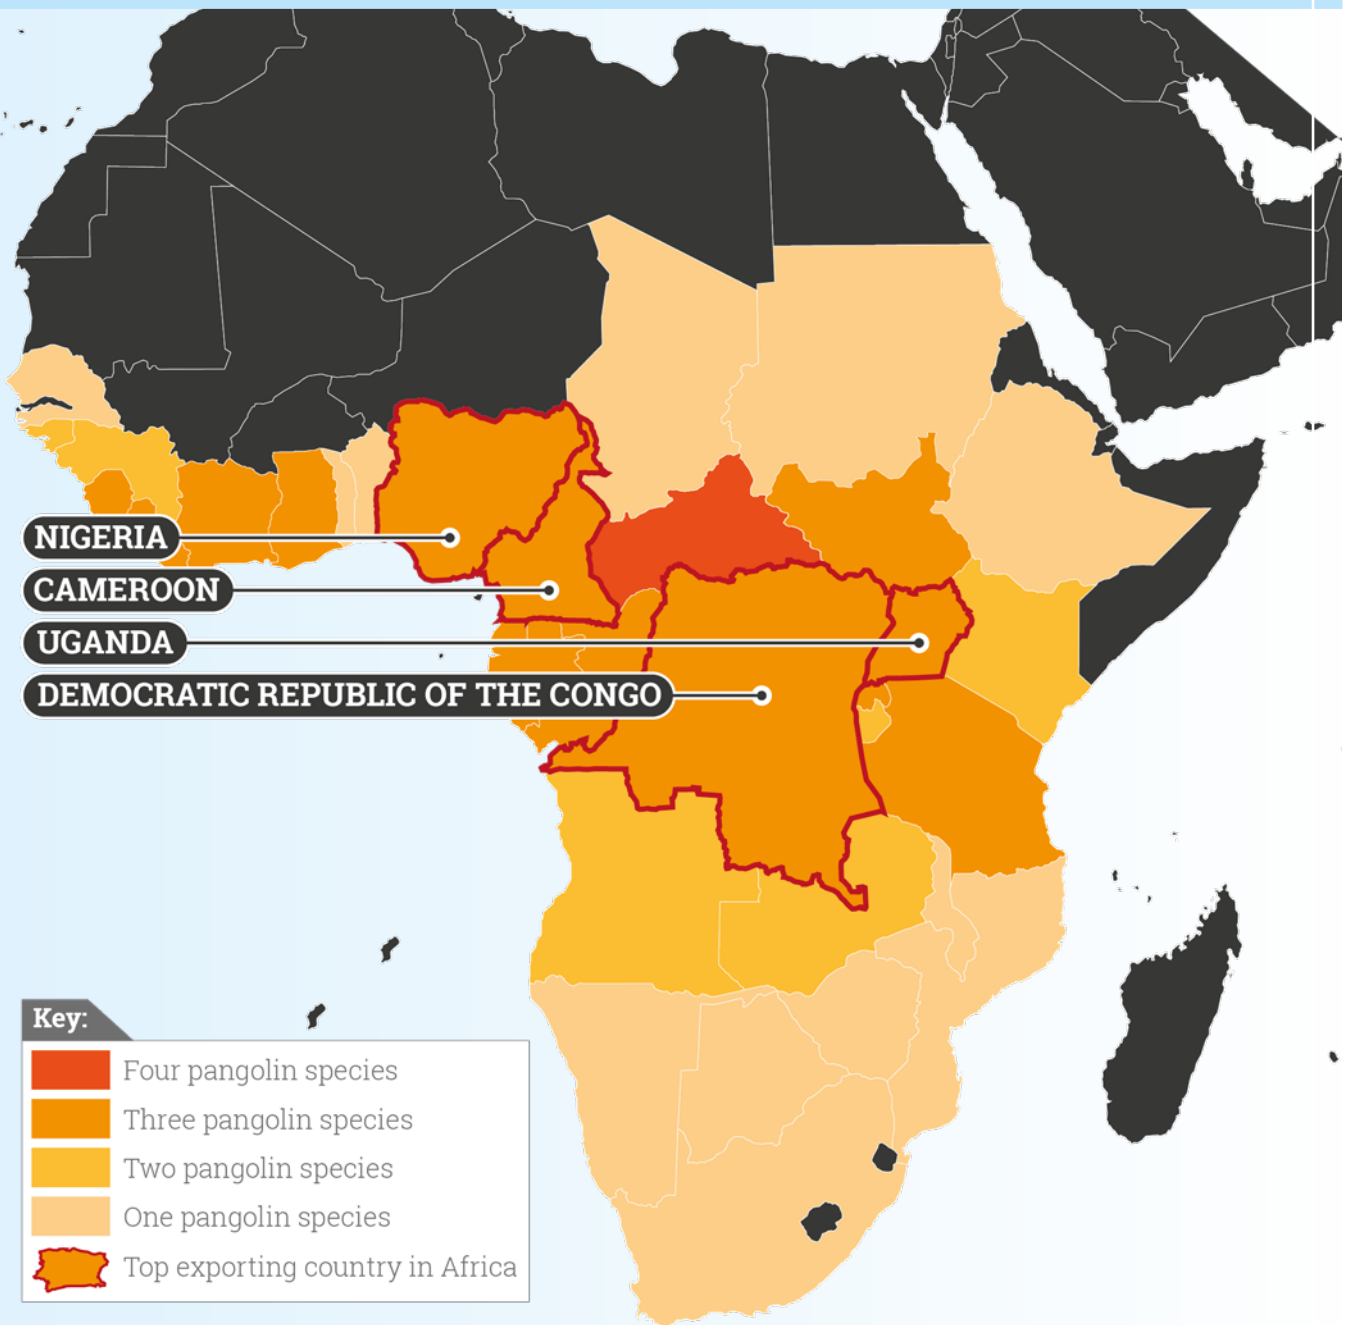 NIGERIA
CAMEROON
UGANDA
DEMOCRATIC REPUBLIC OF THE CONGO
Key:
Four pangolin species
Three pangolin species
Two pangolin species
One pangolin species
Top exporting country in Africa